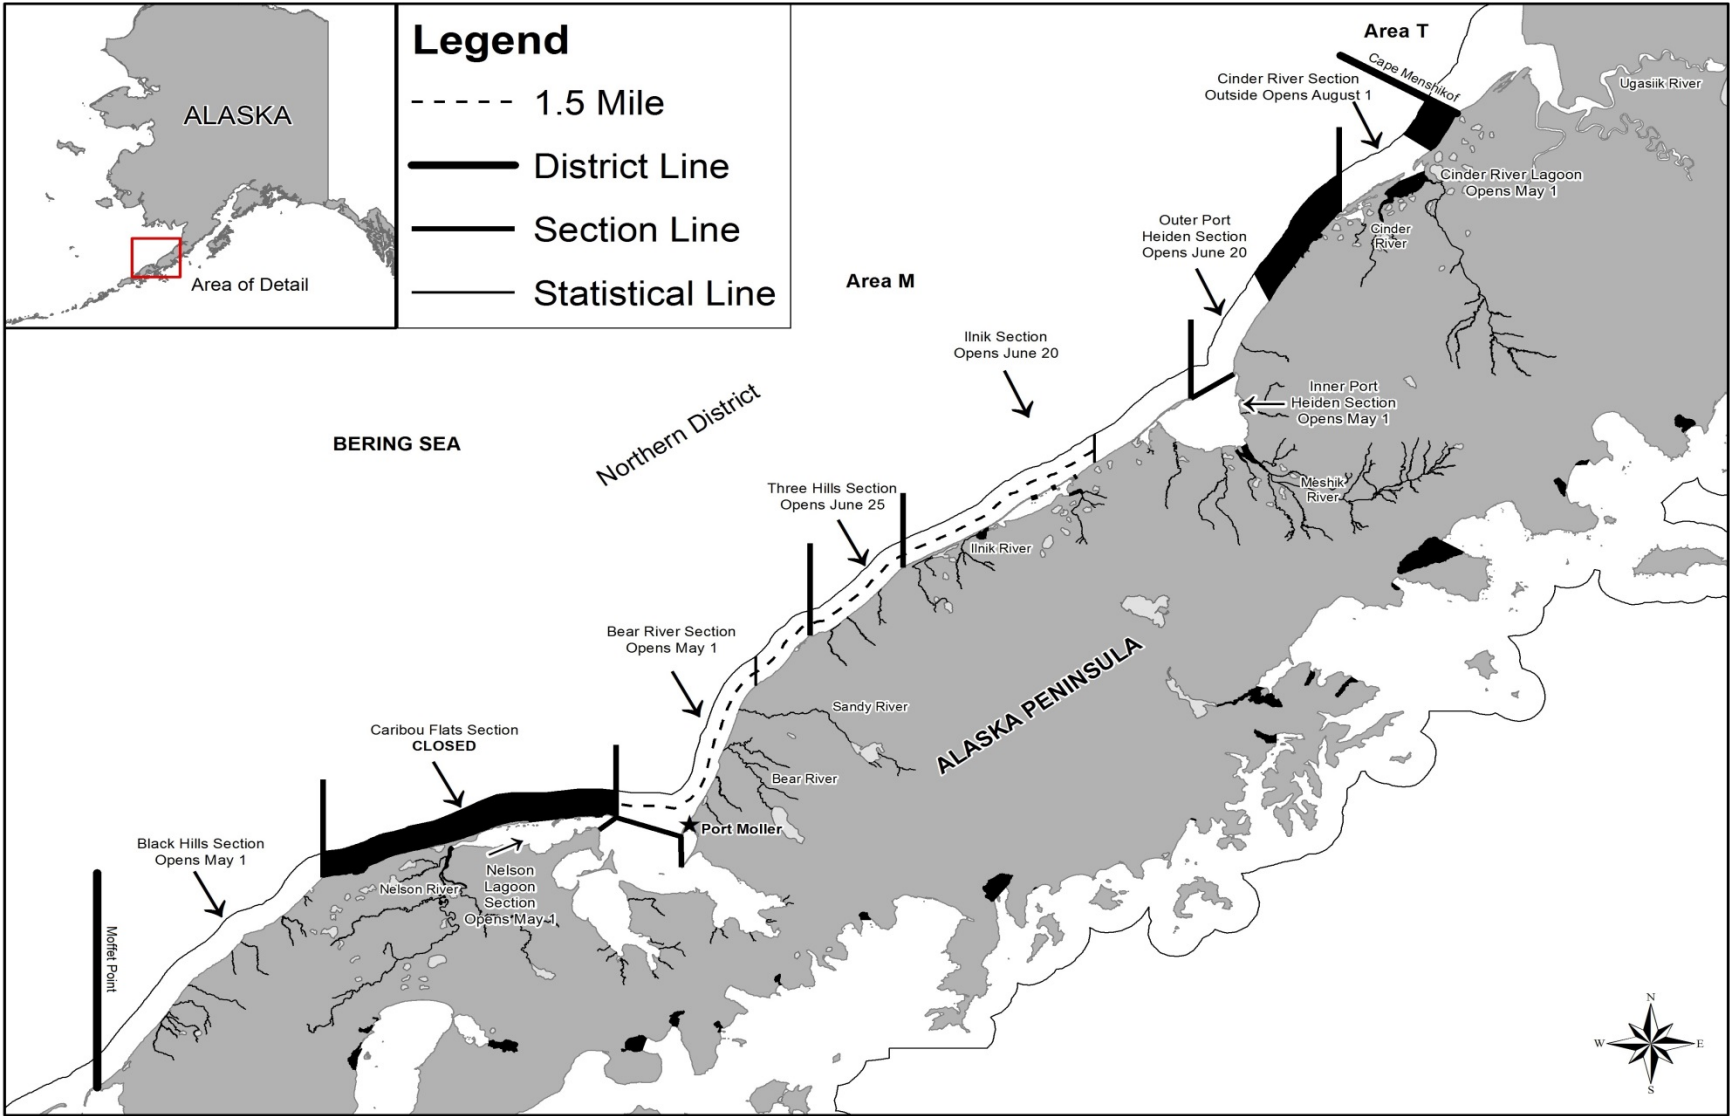 ALASKA
Area of Detail
Legend
1.5 Mile
District Line
Section Line
Statistical Line
Area T
Cape Menshikof
Cinder River Section
Outside Opens August 1
Ugasiik River
Cinder River Lagoon
Opens May 1
Cinder
River
Outer Port
Heiden Section
Opens June 20
Area M
Ilnik Section
Opens June 20
Inner Port
Heiden Section
Opens May 1
Northern District
BERING SEA
Meshik
River
Three Hills Section
Opens June 25
Ilnik River
Bear River Section
Opens May 1
ALASKA PENINSULA
Sandy River
Caribou Flats Section
CLOSED
Bear River
Port Moller
Black Hills Section
Opens May 1
Nelson River
Nelson
Lagoon
Section
Opens May 1
Moffet Point
N
W
E
S